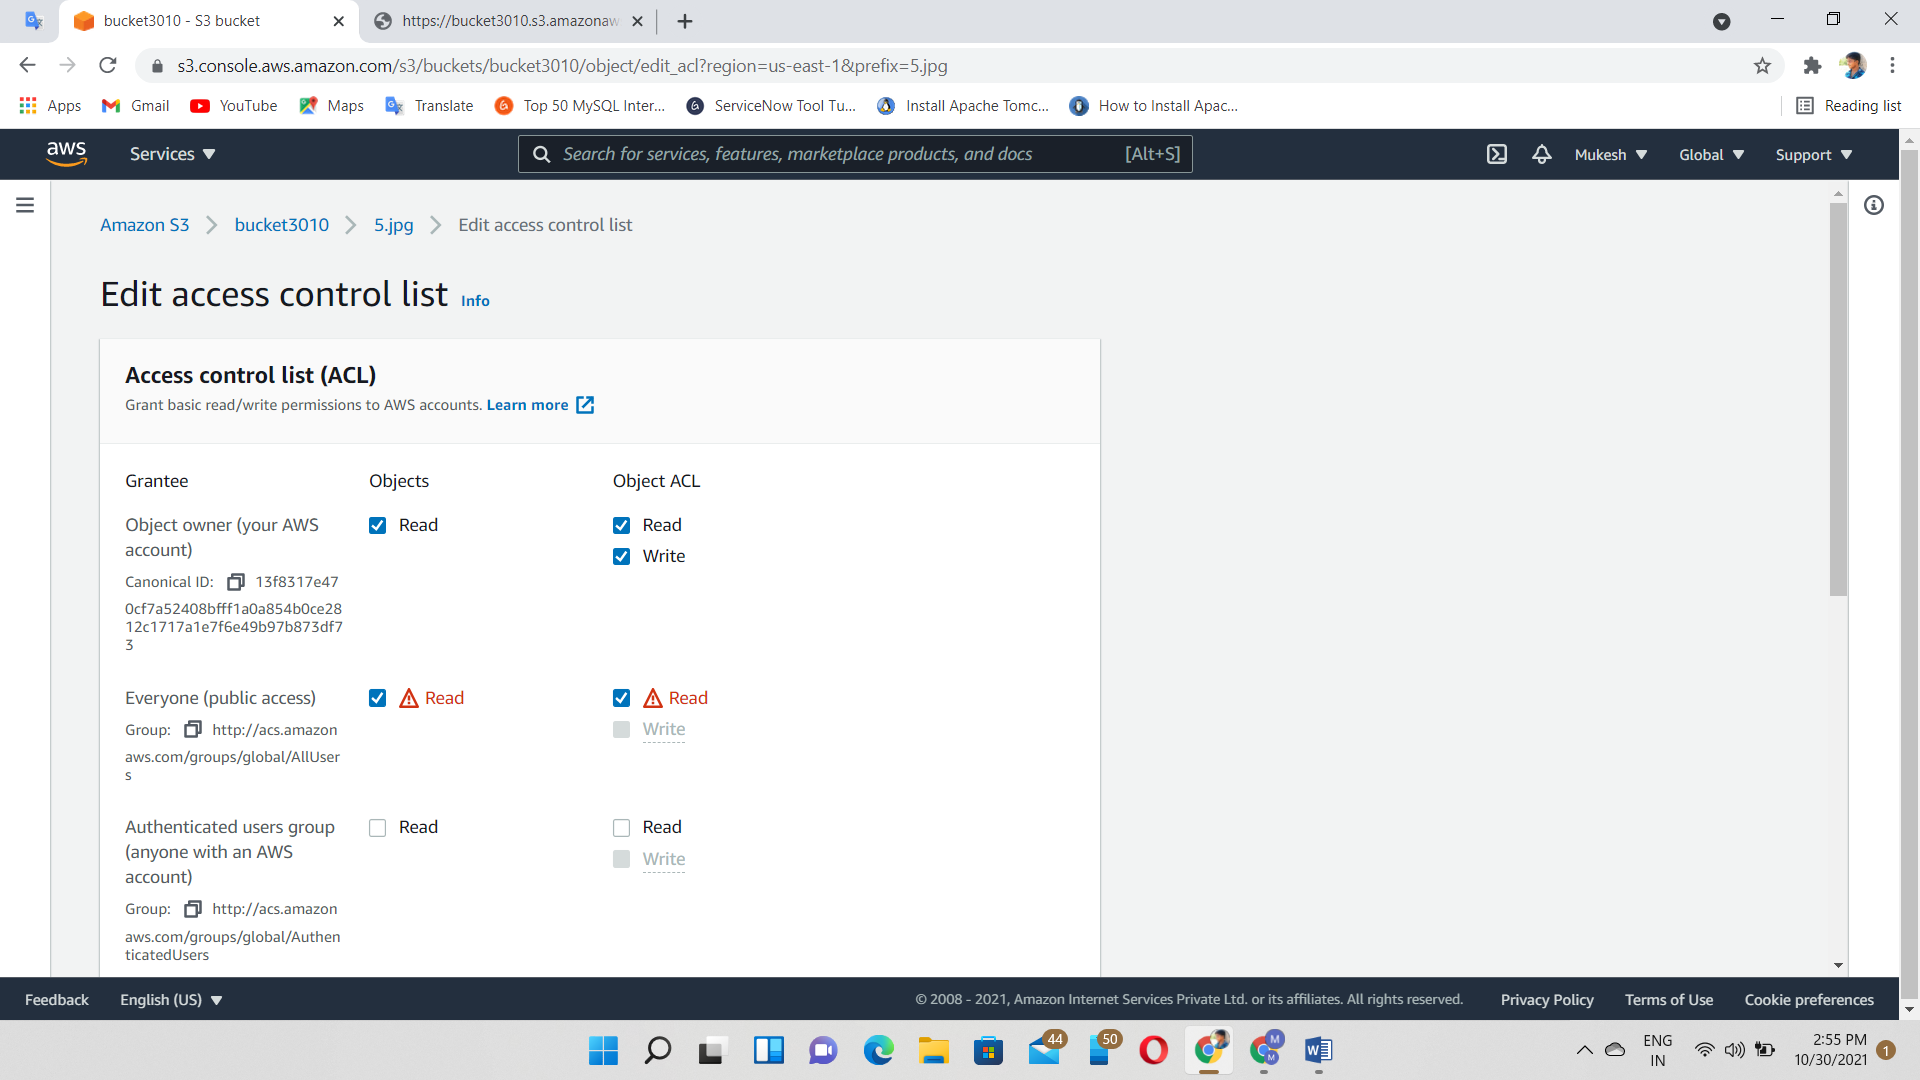 bucket3010 - S3 bucket
https://bucket3010.s3.amazonaw
s3.console.aws.amazon.com/s3/buckets/bucket3010/object/edit_acl?region=us-east-1&prefix=5.jpg
Apps Gmail YouTube Maps Translate Top 50 MySQL Inter... ServiceNow Tool Tu... Install Apache Tomc... How to Install Apac... Reading list
aws Services Search for services, features, marketplace products, and docs [Alt+S] Mukesh Global Support
Amazon S3 bucket3010 5.jpg Edit access control list
Edit access control list Info
Access control list (ACL)
Grant basic read/write permissions to AWS accounts. Learn more
Grantee Objects Object ACL
Object owner (your AWS Read Read
account) Write
Canonical ID: 13f8317e47
0cf7a52408bfff1a0a854b0ce28
12c1717a1e7f6e49b97b873df7
3
Everyone (public access) Read Read
Group: http://acs.amazon Write
aws.com/groups/global/AllUser
s
Authenticated users group Read Read
(anyone with an AWS Write
account)
Group: http://acs.amazon
aws.com/groups/global/Authen
ticatedUsers
Feedback English (US) © 2008 - 2021, Amazon Internet Services Private Ltd. or its affiliates. All rights reserved. Privacy Policy Terms of Use Cookie preferences
44 50 M M
ENG
IN
2:55 PM
10/30/2021
1